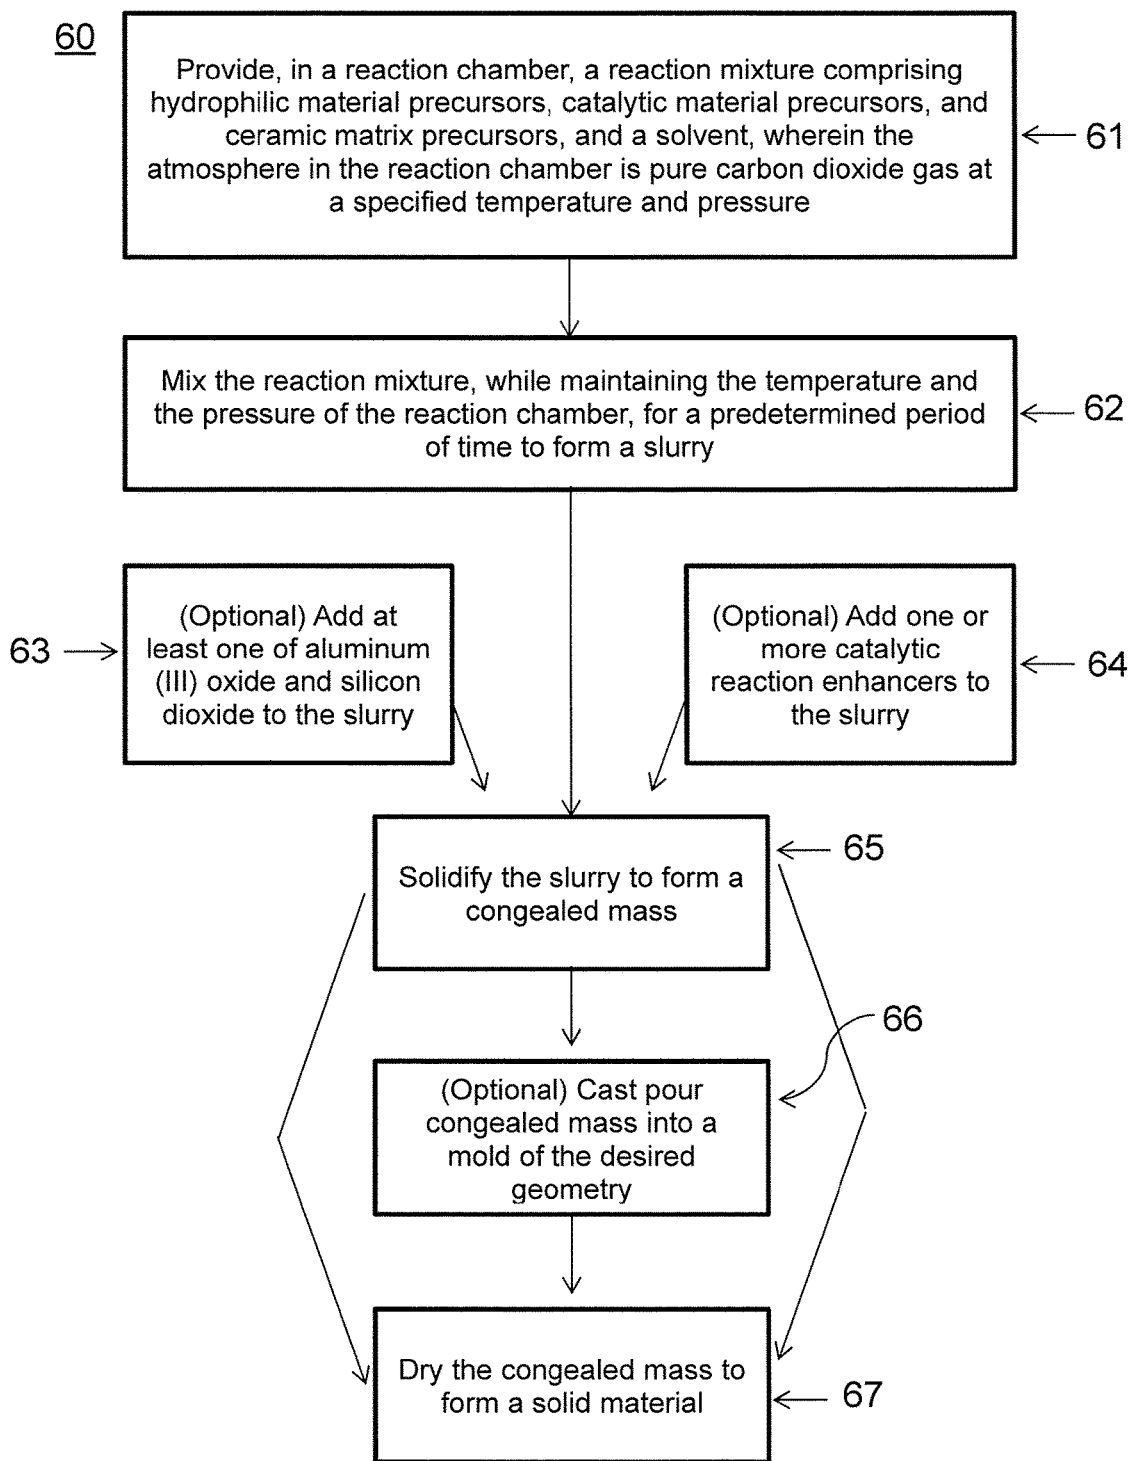 60
Provide, in a reaction chamber, a reaction mixture comprising
hydrophilic material precursors, catalytic material precursors, and
ceramic matrix precursors, and a solvent, wherein the
atmosphere in the reaction chamber is pure carbon dioxide gas at
a specified temperature and pressure
61
Mix the reaction mixture, while maintaining the temperature and
the pressure of the reaction chamber, for a predetermined period
of time to form a slurry
62
63
(Optional) Add at
least one of aluminum
(III) oxide and silicon
dioxide to the slurry
(Optional) Add one or
more catalytic
reaction enhancers to
the slurry
64
Solidify the slurry to form a
congealed mass
65
66
(Optional) Cast pour
congealed mass into a
mold of the desired
geometry
Dry the congealed mass to
form a solid material
67